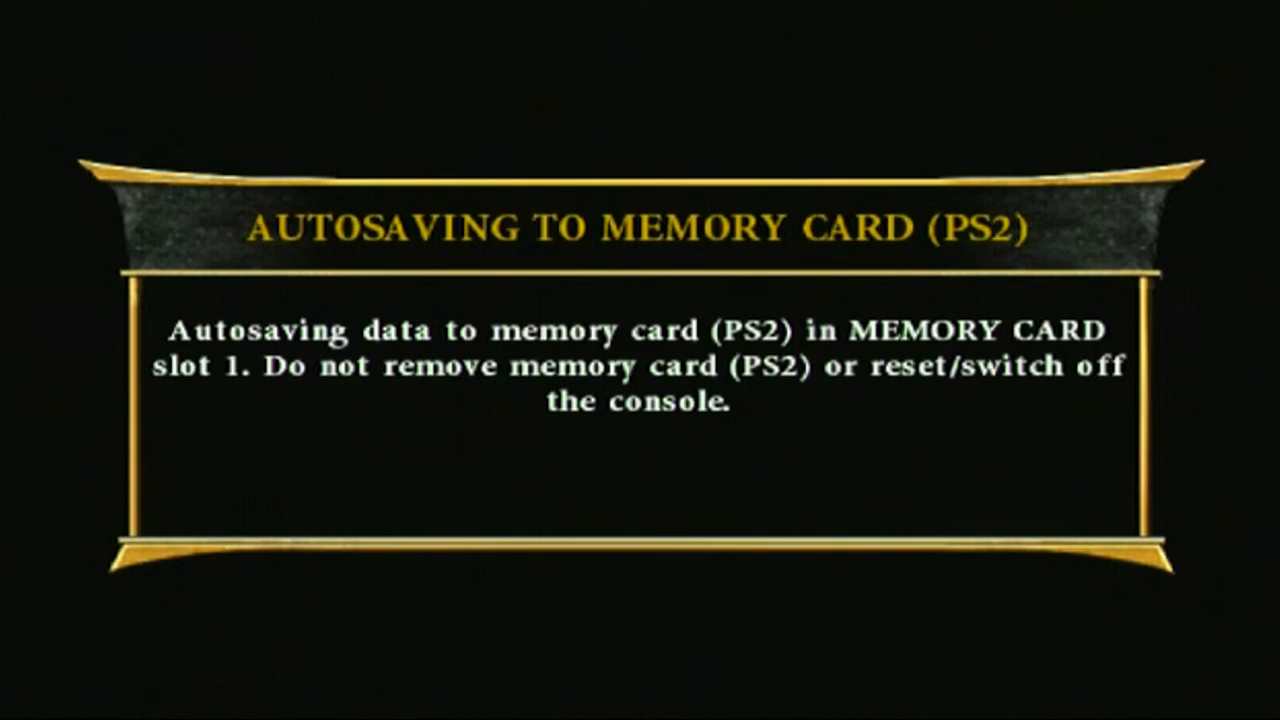 AUTOSAVING TO MEMORY CARD (PS2)
Autosaving data to memory card (PS2) in MEMORY CARD
slot 1. Do not remove memory card (PS2) or reset/switch off
the console.